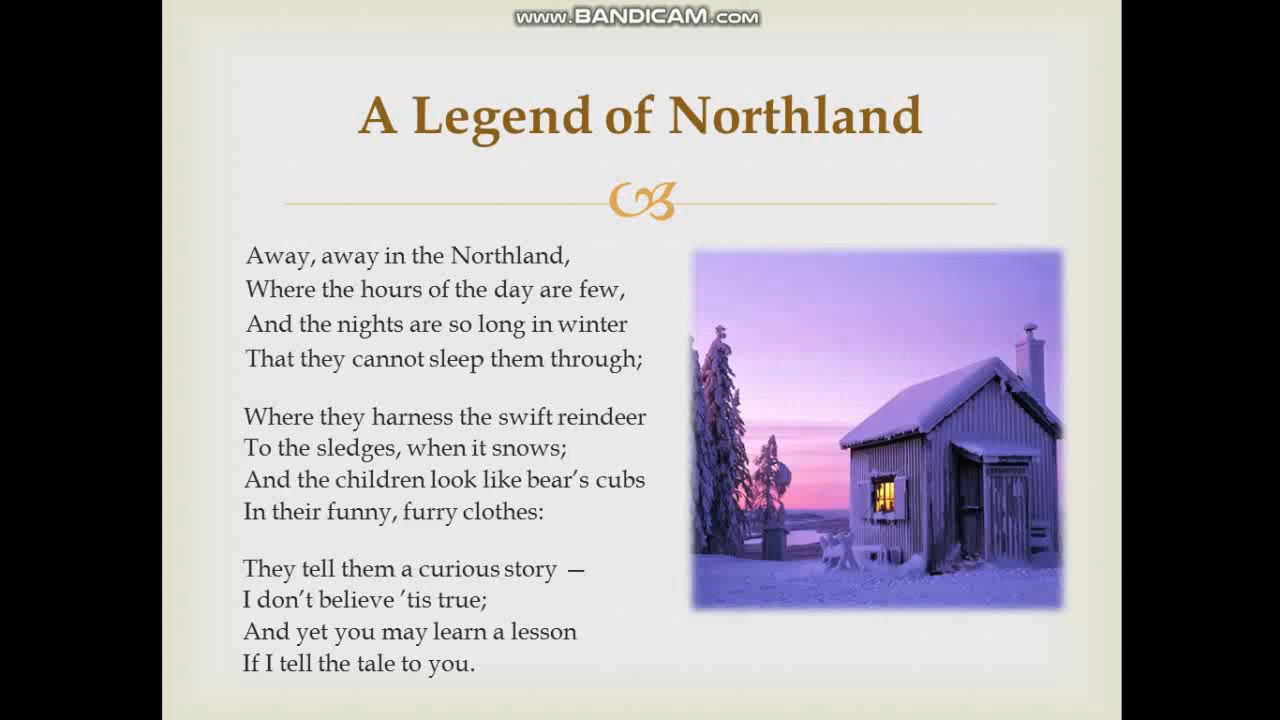 www.BANDICAM.com
A Legend of Northland
Away, away in the Northland,
Where the hours of the day are few,
And the nights are so long in winter
That they cannot sleep them through;
Where they harness the swift reindeer
To the sledges, when it snows;
And the children look like bear’s cubs
In their funny, furry clothes:
They tell them a curious story —
I don’t believe ’tis true;
And yet you may learn a lesson
If I tell the tale to you.